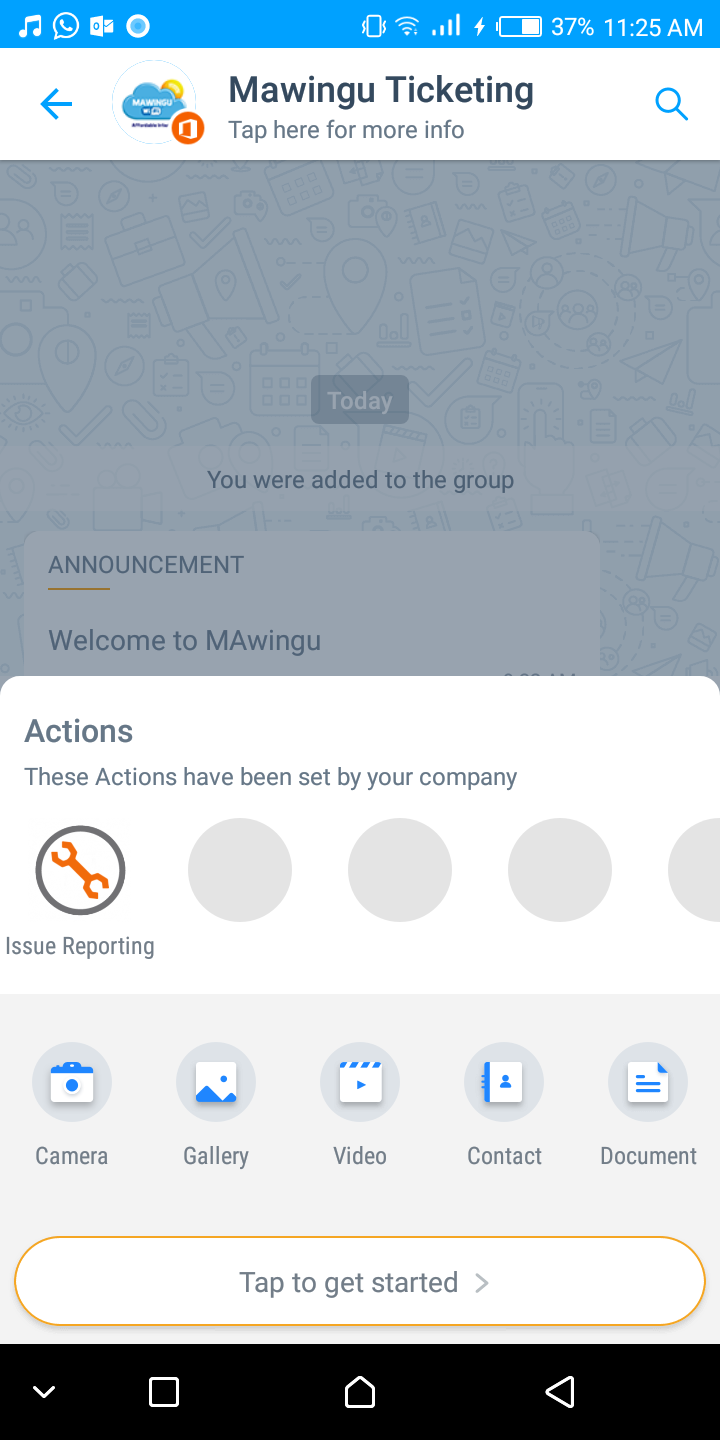 37% 11:25 AM
Mawingu Ticketing
Tap here for more info
MAWINGU
Today
You were added to the group
ANNOUNCEMENT
Welcome to MAwingu
Actions
These Actions have been set by your company
Issue Reporting
Camera Gallery Video Contact Document
Tap to get started